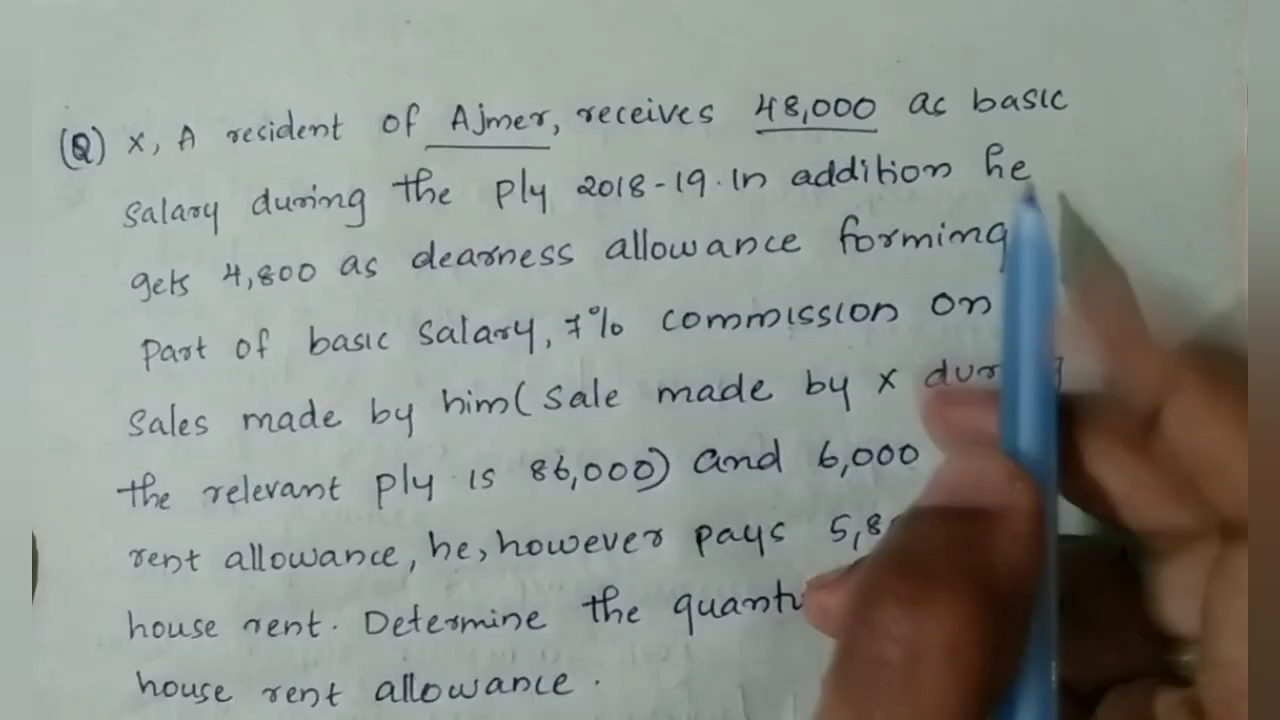 (Q) X, A resident of Ajmer, receives 48,000 as basic
salary during the ply 2018-19. In addition he
gets 4,800 as dearness allowance forming
part of basic salary, 7% commission on
sales made by him (sale made by X
the relevant ply is 86,000) and 6,000
rent allowance, he, however pays
house rent. Determine the
house rent allowance.